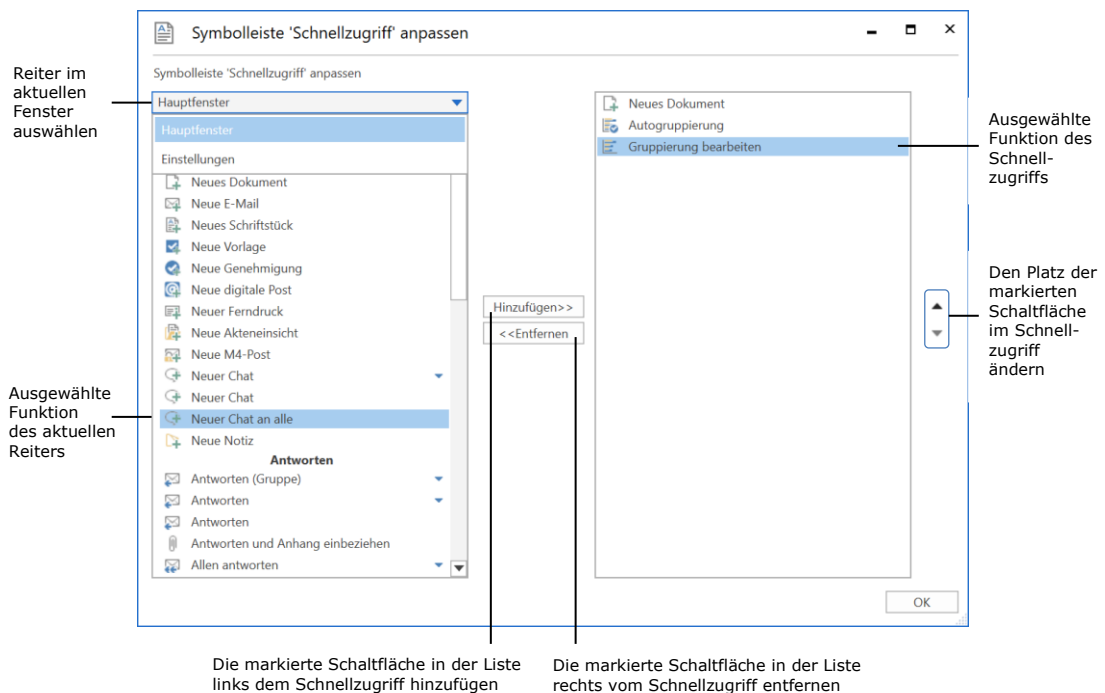 Symbolleiste 'Schnellzugriff' anpassen
Symbolleiste 'Schnellzugriff' anpassen
Reiter im
aktuellen
Fenster
auswählen
Hauptfenster
Hauptfenster
Einstellungen
Neues Dokument
Neue E-Mail
Neues Schriftstück
Neue Vorlage
Neue Genehmigung
Neue digitale Post
Neuer Ferndruck
Neue Akteneinsicht
Neue M4-Post
Neuer Chat
Neuer Chat
Neuer Chat an alle
Neue Notiz
Antworten
Antworten (Gruppe)
Antworten
Antworten
Antworten und Anhang einbeziehen
Allen antworten
Ausgewählte
Funktion
des aktuellen
Reiters
Hinzufügen>>
<<Entfernen
Neues Dokument
Autogruppierung
Gruppierung bearbeiten
Ausgewählte
Funktion des
Schnell-
zugriffs
Den Platz der
markierten
Schaltfläche
im Schnell-
zugriff
ändern
OK
Die markierte Schaltfläche in der Liste
links dem Schnellzugriff hinzufügen
Die markierte Schaltfläche in der Liste
rechts vom Schnellzugriff entfernen